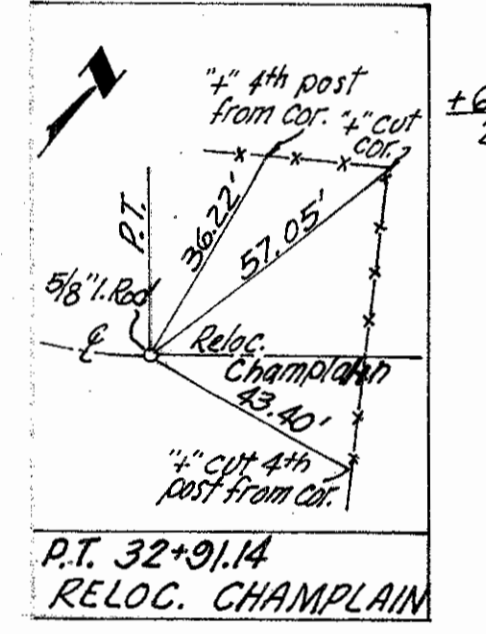 "+" 4th post
from cor.
"+" cut
cor.
+6
P.T.
36.22'
57.05'
5/8" I. Rod
℄
Reloc.
Champlain
43.40'
"+" cut 4th
post from cor.
P.T. 32+91.14
RELOC. CHAMPLAIN